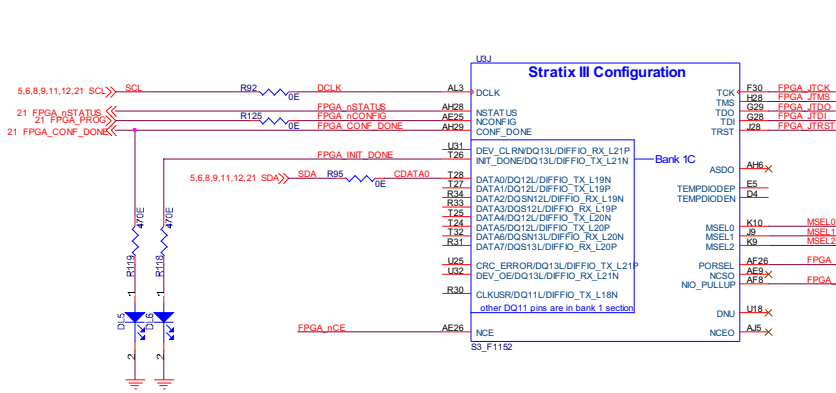 U3J
Stratix III Configuration
5,6,8,9,11,12,21 SCL SCL R92 0E DCLK AL3 DCLK
TCK F30 FPGA_JTCK
TMS H28 FPGA_JTMS
21 FPGA_nSTATUS FPGA_nSTATUS AH28 NSTATUS
TDO G29 FPGA_JTDO
21 FPGA_PROG R125 0E FPGA_nCONFIG AE25 NCONFIG
TDI G28 FPGA_JTDI
21 FPGA_CONF_DONE FPGA_CONF_DONE AH29 CONF_DONE
TRST J28 FPGA_JTRST
U31 DEV_CLRN/DQ13L/DIFFIO_RX_L21P
FPGA_INIT_DONE T26 INIT_DONE/DQ13L/DIFFIO_TX_L21N
Bank 1C
ASDO AH6
5,6,8,9,11,12,21 SDA SDA R95 0E CDATA0 T28 DATA0/DQ12L/DIFFIO_TX_L19N
T27 DATA1/DQ12L/DIFFIO_TX_L19P
TEMPDIODEP E5
R34 DATA2/DQSN12L/DIFFIO_RX_L19N
TEMPDIODEN D4
R33 DATA3/DQS12L/DIFFIO_RX_L19P
T25 DATA4/DQ12L/DIFFIO_TX_L20N
T24 DATA5/DQ12L/DIFFIO_TX_L20P
MSEL0 K10 MSEL0
T32 DATA6/DQSN13L/DIFFIO_RX_L20N
MSEL1 J9 MSEL1
R31 DATA7/DQS13L/DIFFIO_RX_L20P
MSEL2 K9 MSEL2
470E
470E
R119
R118
U25 CRC_ERROR/DQ13L/DIFFIO_TX_L21P
PORSEL AF26 FPGA_
U32 DEV_OE/DQ13L/DIFFIO_RX_L21N
NCSO AE9
NIO_PULLUP AF8 FPGA_
R30 CLKUSR/DQ11L/DIFFIO_TX_L18N
1
1
other DQ11 pins are in bank 1 section
DNU U18
DL5
DL6
FPGA_nCE AE26 NCE
NCEO AJ5
2
2
S3_F1152